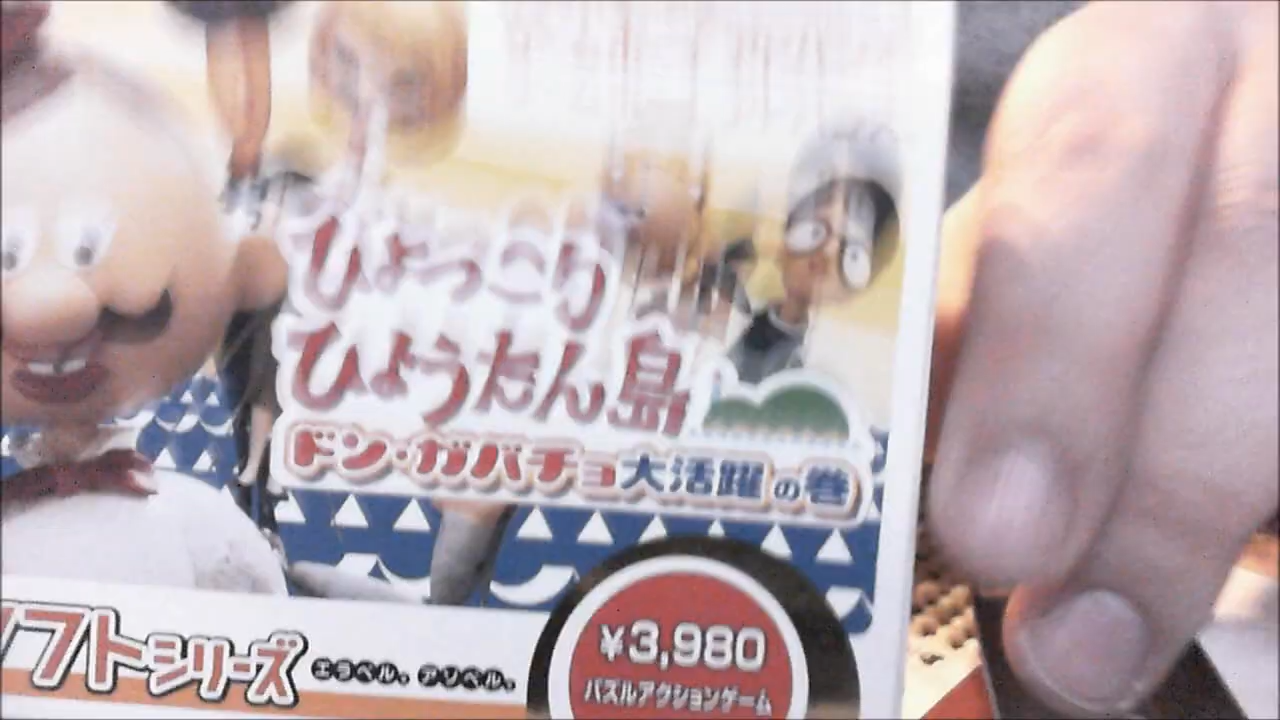 ひょっこり
ひょうたん島
ドン・ガバチョ大活躍の巻
ソフトシリーズ
エラベル。アソベル。
¥3,980
パズルアクションゲーム